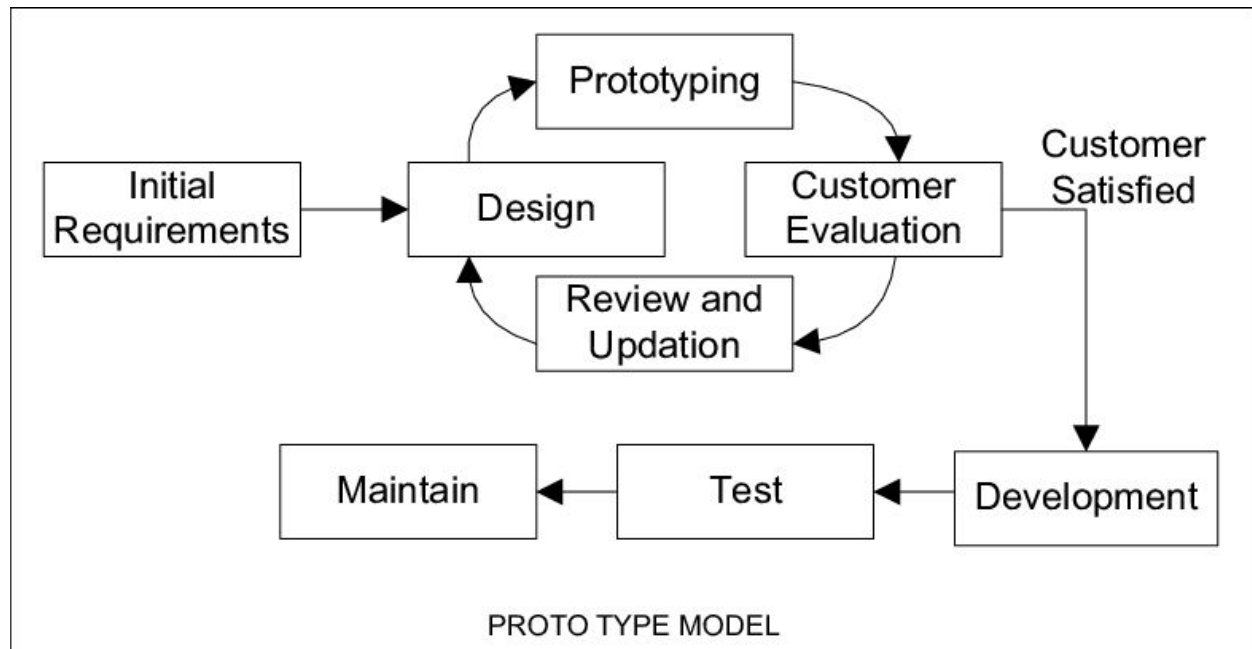 Prototyping
Customer
Satisfied
Initial
Requirements
Design
Customer
Evaluation
Review and
Updation
Maintain
Test
Development
PROTO TYPE MODEL